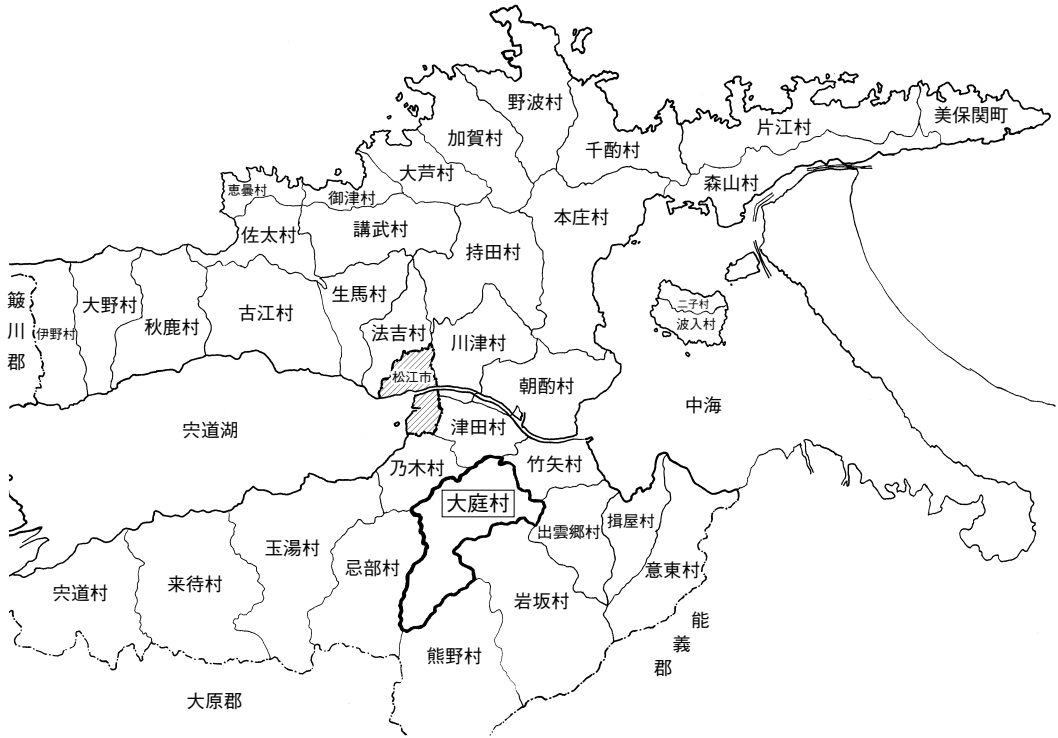 野波村
加賀村
千酌村
片江村
美保関町
大芦村
恵曇村
御津村
森山村
佐太村
講武村
本庄村
持田村
簸川郡
伊野村
大野村
秋鹿村
古江村
生馬村
法吉村
川津村
二子村
波入村
松江市
朝酌村
中海
宍道湖
津田村
乃木村
竹矢村
大庭村
出雲郷村
揖屋村
玉湯村
忌部村
意東村
宍道村
来待村
岩坂村
能義郡
熊野村
大原郡